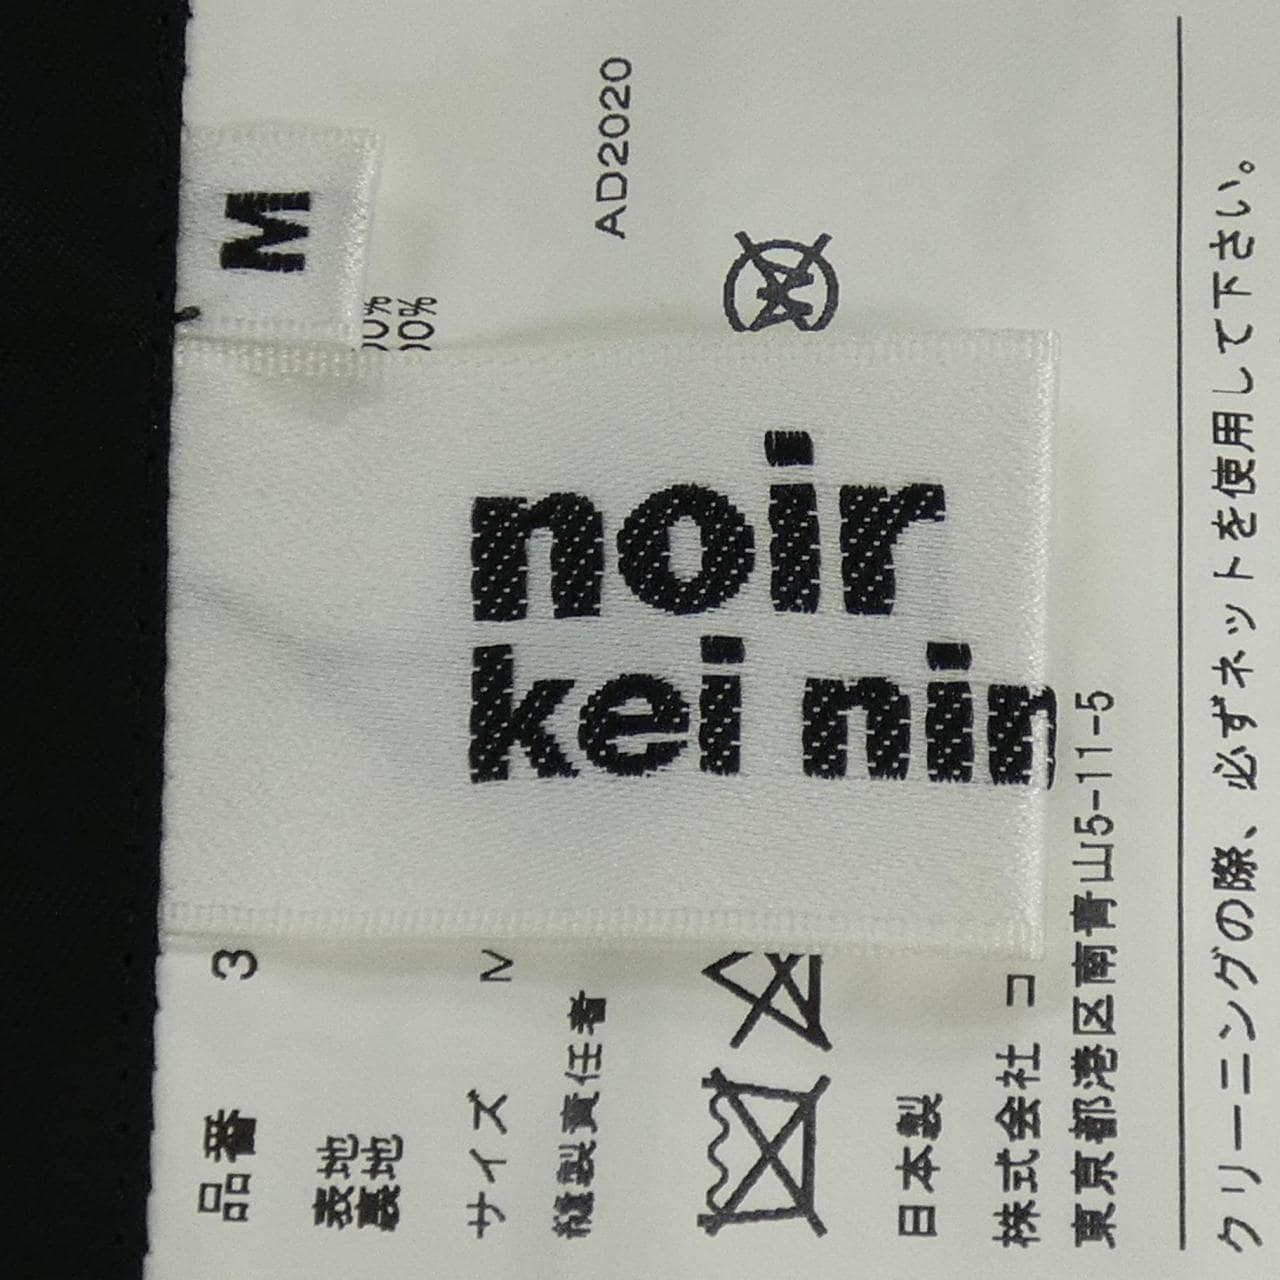 M
noir
kei nin
品番 3
表地 00%
裏地 00%
サイズ M
縫製責任者 AD2020
日本製
株式会社 コ
東京都港区南青山5-11-5
クリーニングの際、必ずネットを使用して下さい。